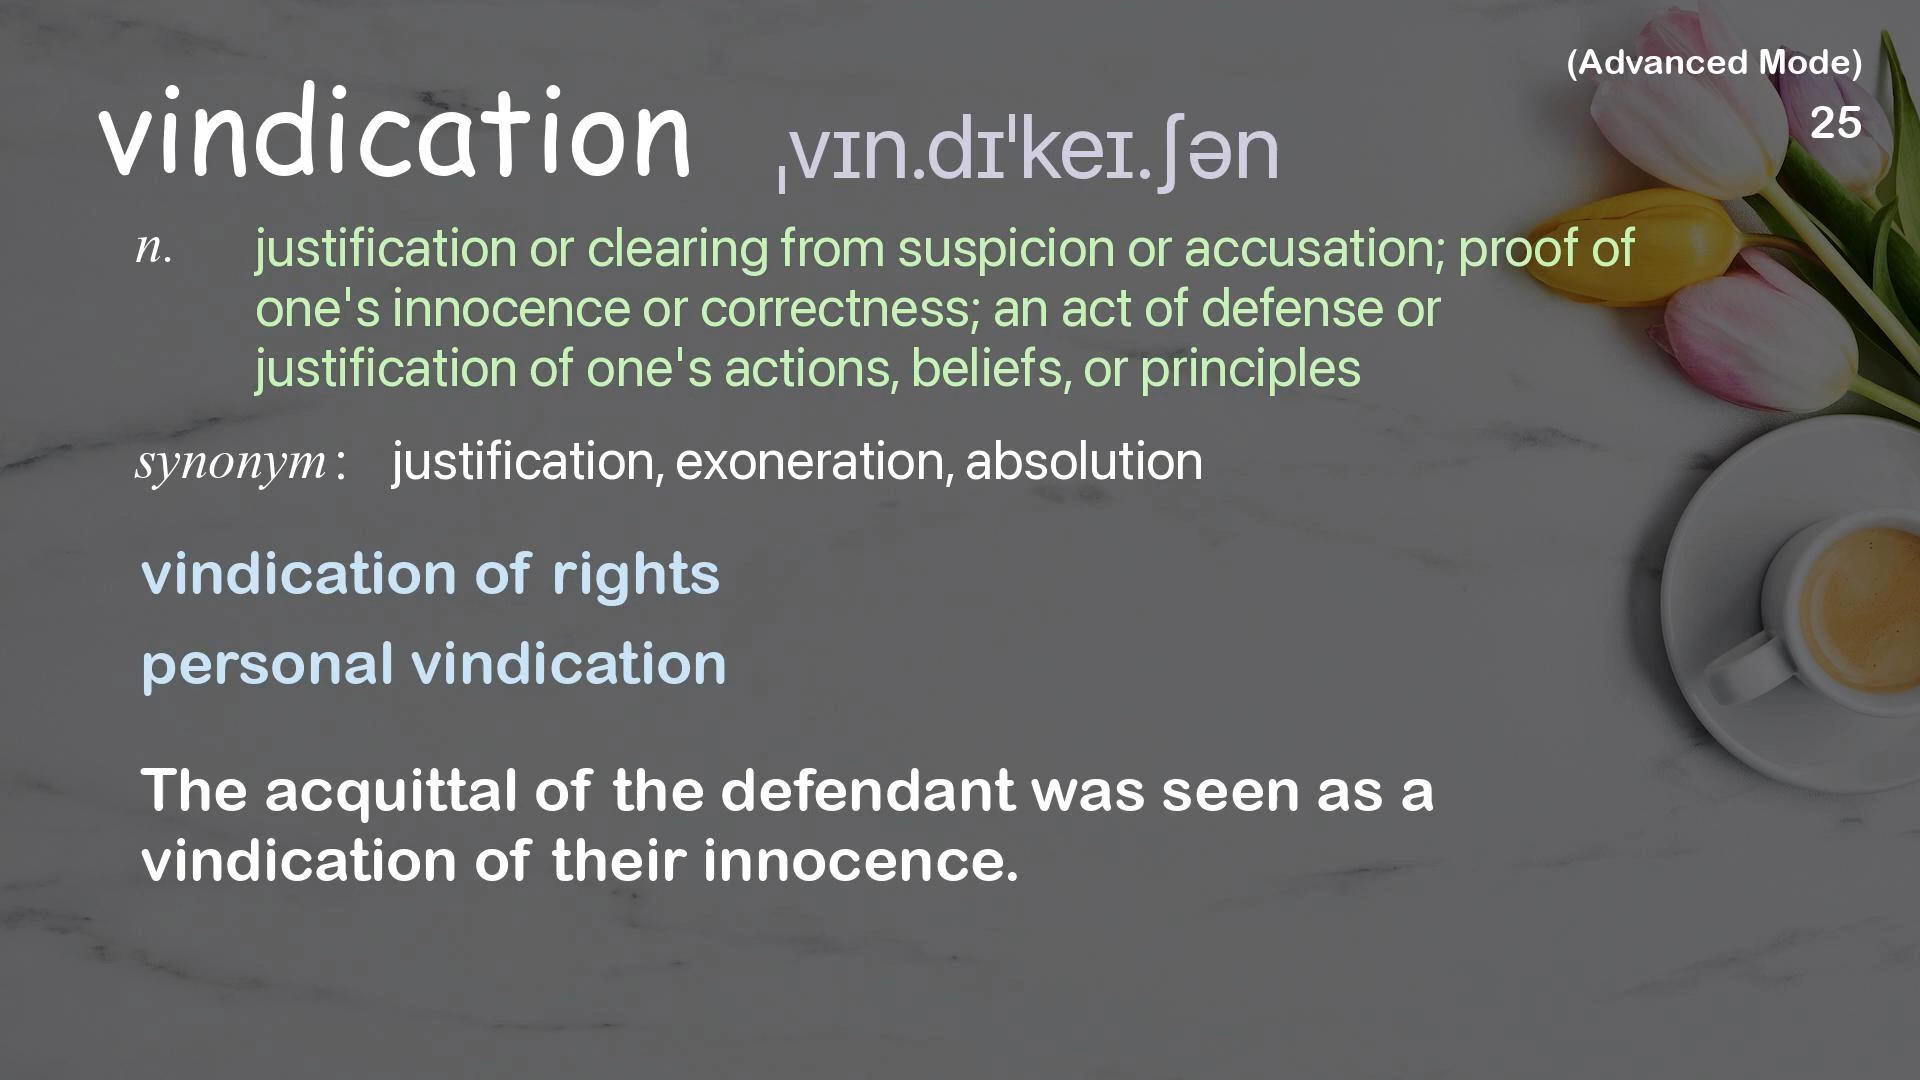 (Advanced Mode)
25
vindication ˌvɪn.dɪˈkeɪ.ʃən
n. justification or clearing from suspicion or accusation; proof of
one's innocence or correctness; an act of defense or
justification of one's actions, beliefs, or principles
synonym: justification, exoneration, absolution
vindication of rights
personal vindication
The acquittal of the defendant was seen as a
vindication of their innocence.